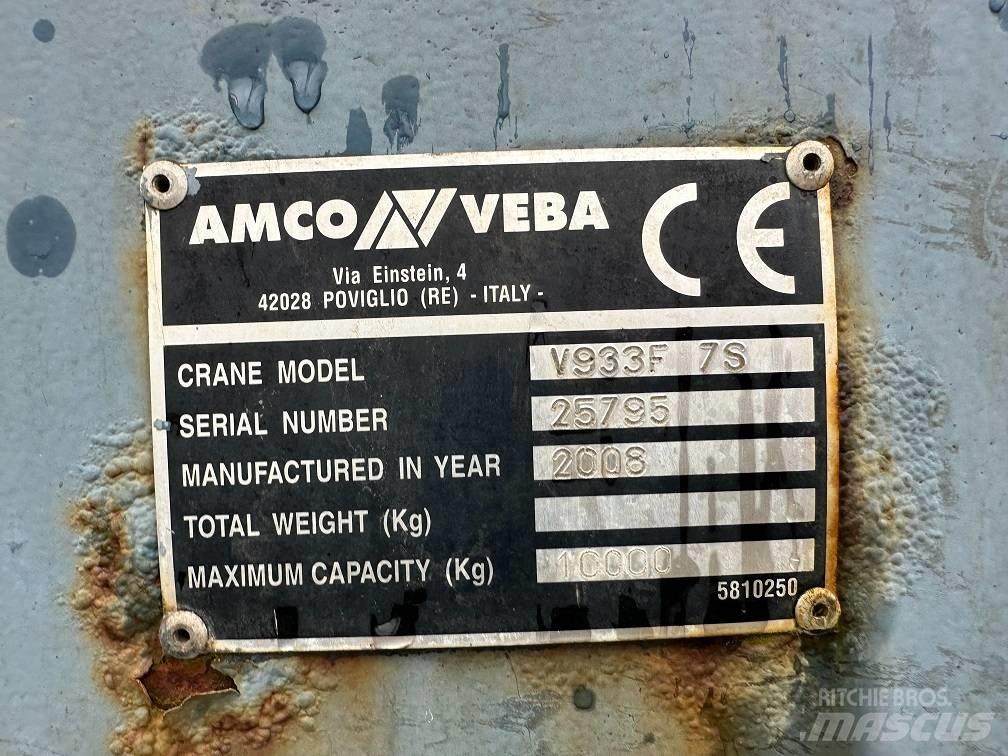 AMCO VEBA
CE
Via Einstein, 4
42028 POVIGLIO (RE) - ITALY -
CRANE MODEL V933F 7S
SERIAL NUMBER 25795
MANUFACTURED IN YEAR 2008
TOTAL WEIGHT (Kg)
MAXIMUM CAPACITY (Kg) 10000
5810250
RITCHIE BROS.
MASCUS